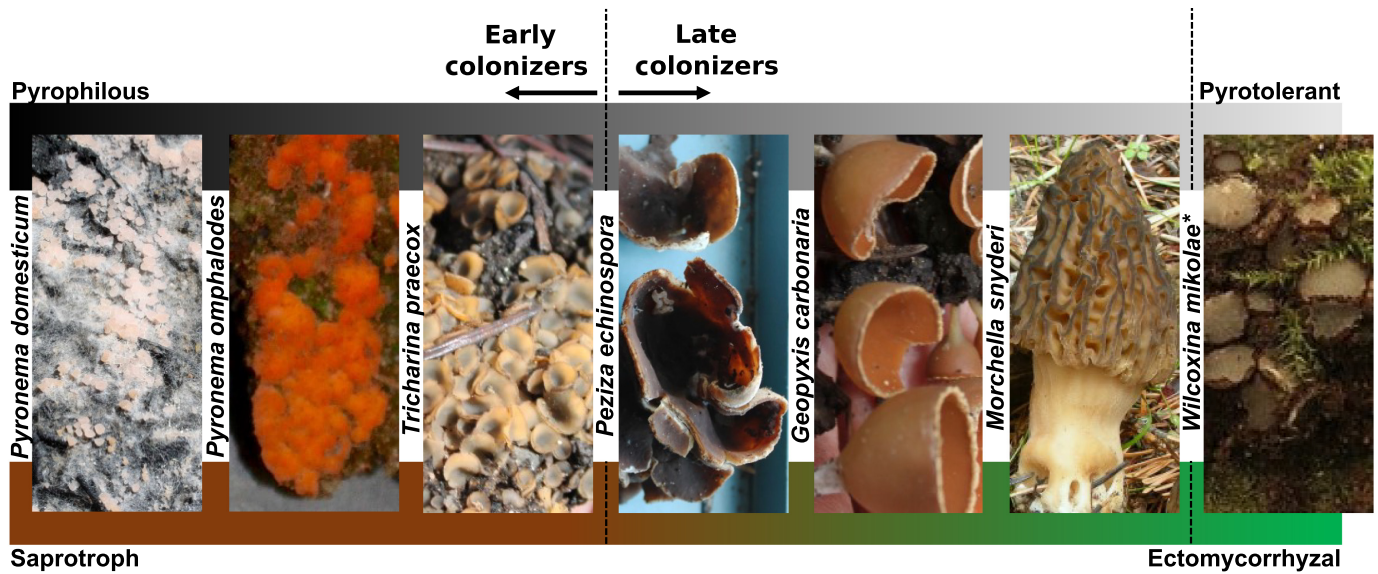 Early
colonizers
Late
colonizers
Pyrophilous
Pyrotolerant
Pyronema domesticum
Pyronema omphalodes
Tricharina praecox
Peziza echinospora
Geopyxis carbonaria
Morchella snyderi
Wilcoxina mikolae*
Saprotroph
Ectomycorrhyzal